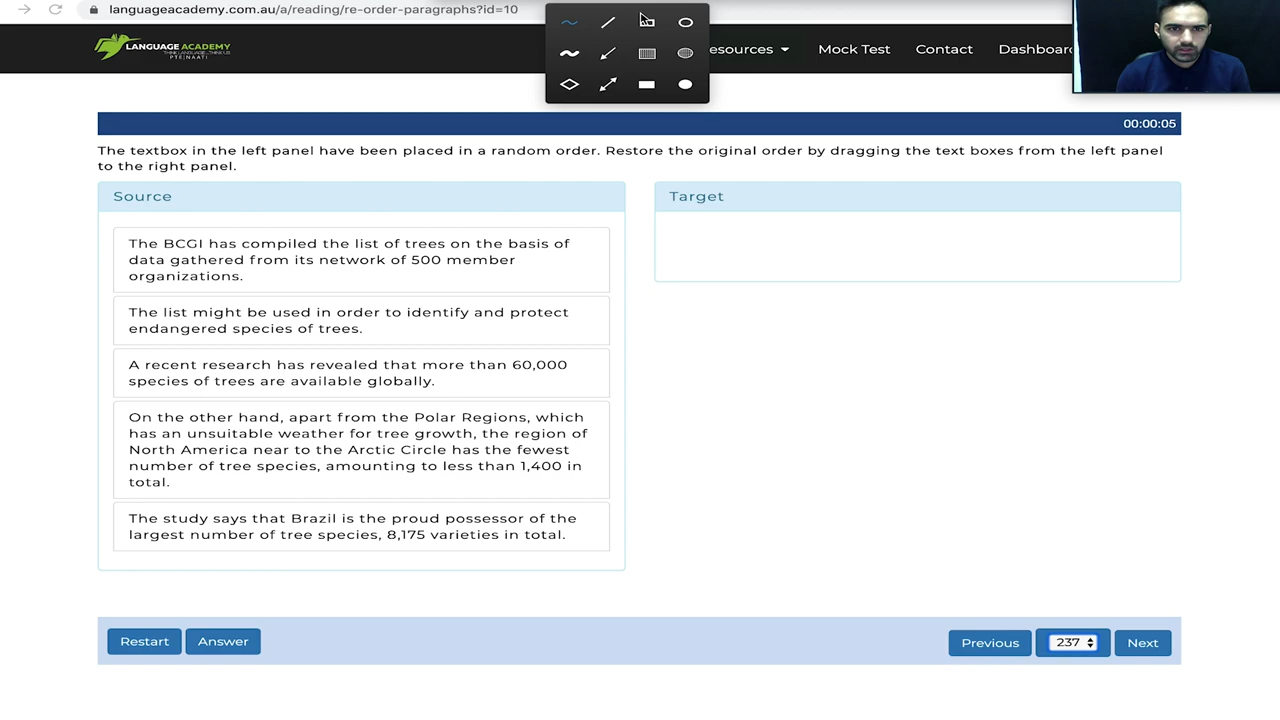 languageacademy.com.au/a/reading/re-order-paragraphs?id=10
LANGUAGE ACADEMY
THINK LANGUAGE - THINK US
PTE|NAATI
esources
Mock Test
Contact
Dashboar
00:00:05
The textbox in the left panel have been placed in a random order. Restore the original order by dragging the text boxes from the left panel
to the right panel.
Source
The BCGI has compiled the list of trees on the basis of
data gathered from its network of 500 member
organizations.
The list might be used in order to identify and protect
endangered species of trees.
A recent research has revealed that more than 60,000
species of trees are available globally.
On the other hand, apart from the Polar Regions, which
has an unsuitable weather for tree growth, the region of
North America near to the Arctic Circle has the fewest
number of tree species, amounting to less than 1,400 in
total.
The study says that Brazil is the proud possessor of the
largest number of tree species, 8,175 varieties in total.
Target
Restart
Answer
Previous
237
Next